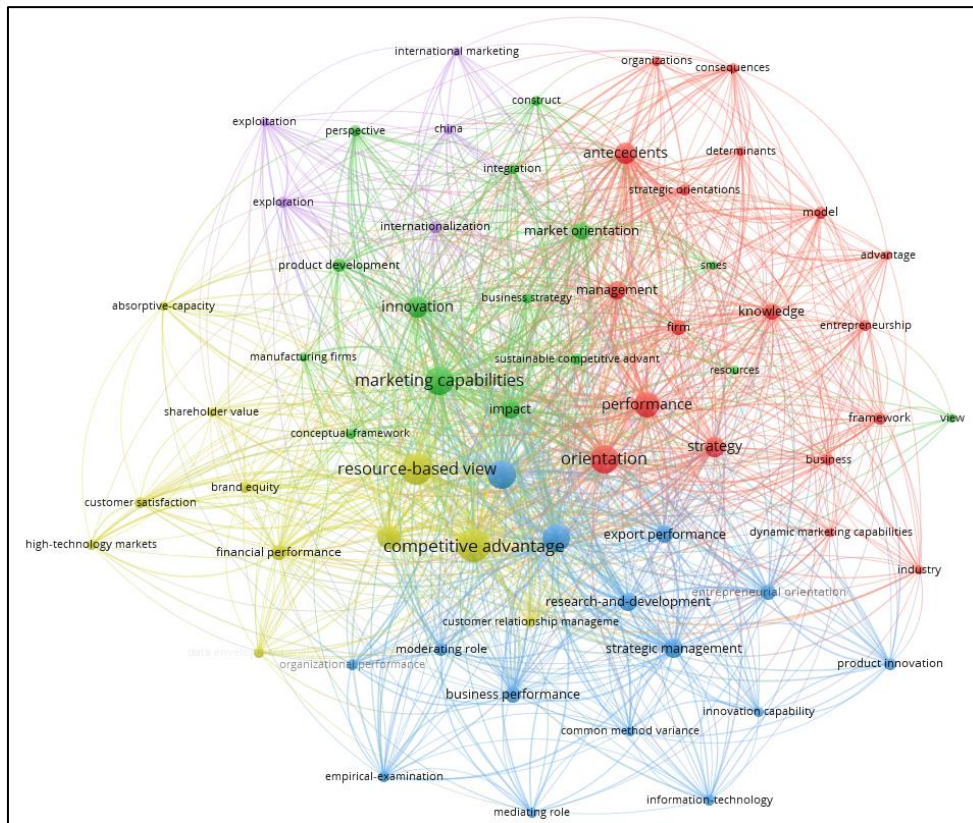 international marketing
organizations
consequences
construct
exploitation
perspective
china
determinants
antecedents
integration
strategic orientations
exploration
model
internationalization
market orientation
advantage
product development
smes
management
absorptive-capacity
innovation
business strategy
knowledge
firm
entrepreneurship
manufacturing firms
sustainable competitive advant
resources
marketing capabilities
performance
shareholder value
impact
framework
view
conceptual framework
strategy
orientation
business
resource-based view
brand equity
customer satisfaction
dynamic marketing capabilities
export performance
high-technology markets
financial performance
competitive advantage
industry
entrepreneurial orientation
research-and-development
customer relationship manageme
moderating role
strategic management
organizational performance
product innovation
business performance
innovation capability
common method variance
empirical-examination
information-technology
mediating role